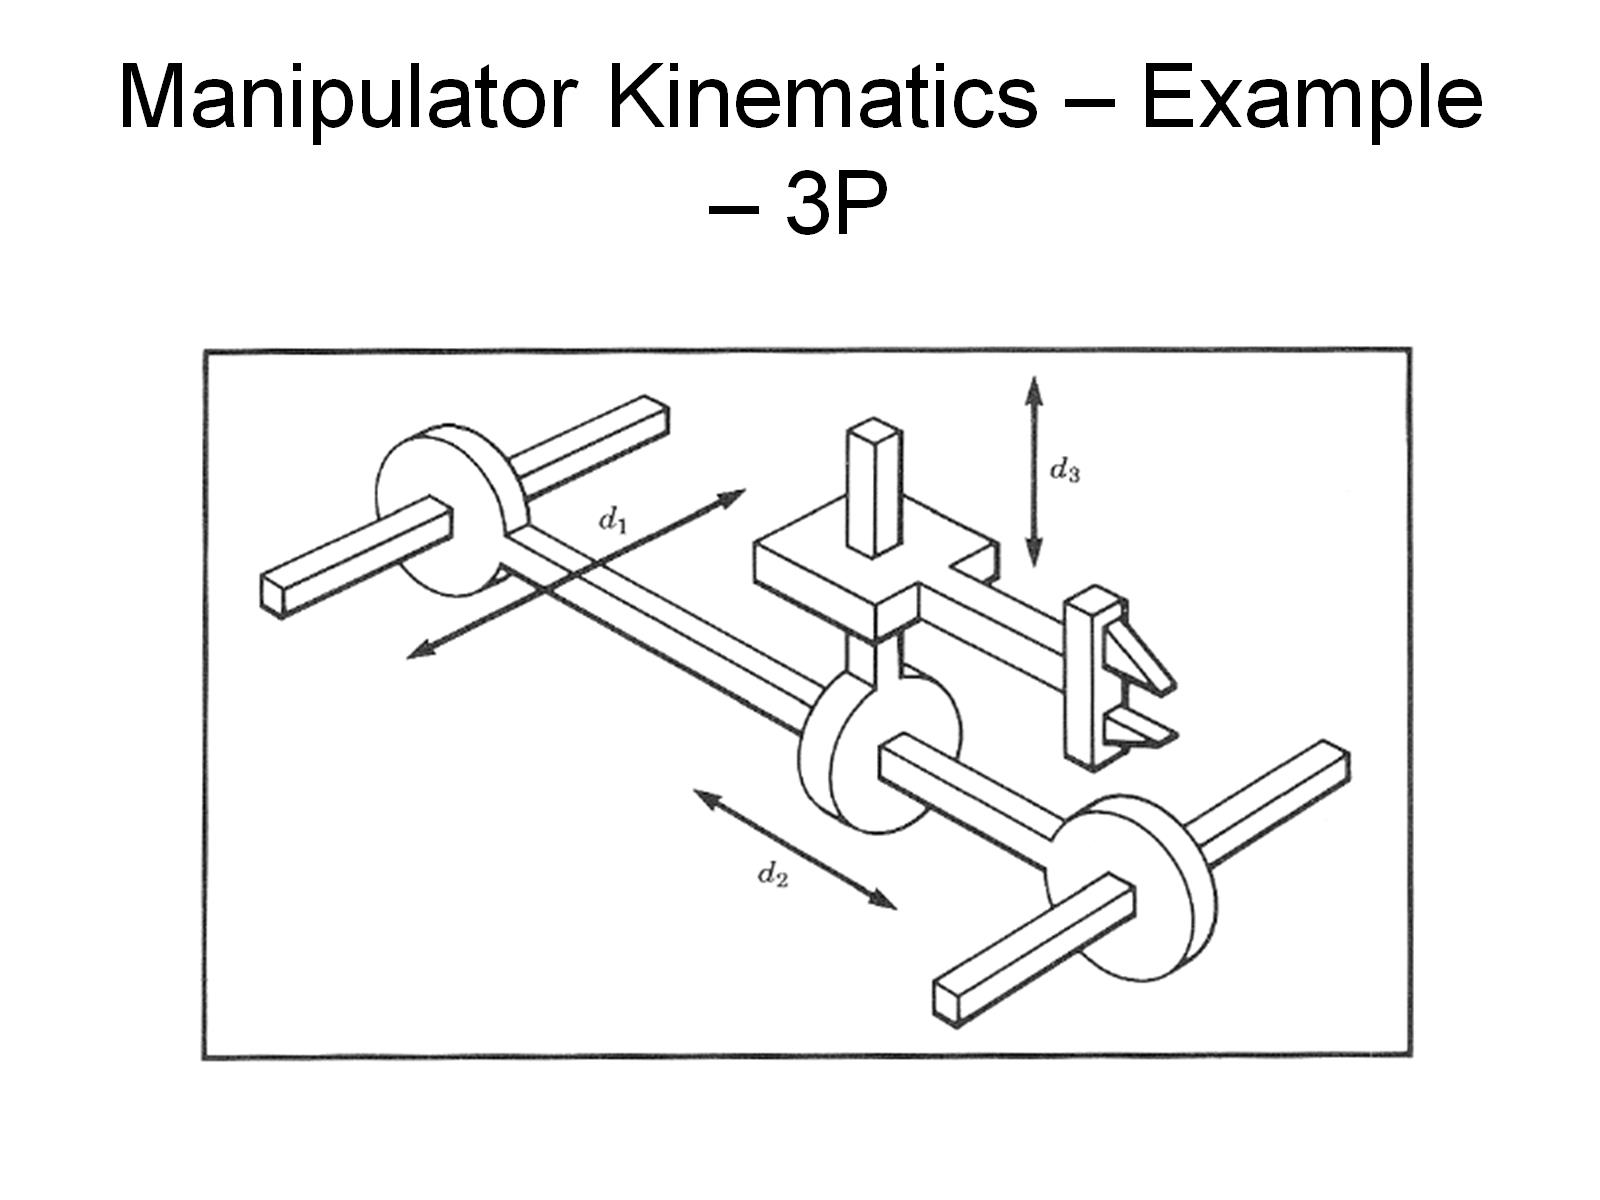 Manipulator Kinematics – Example
– 3P
d₃
d₁
d₂